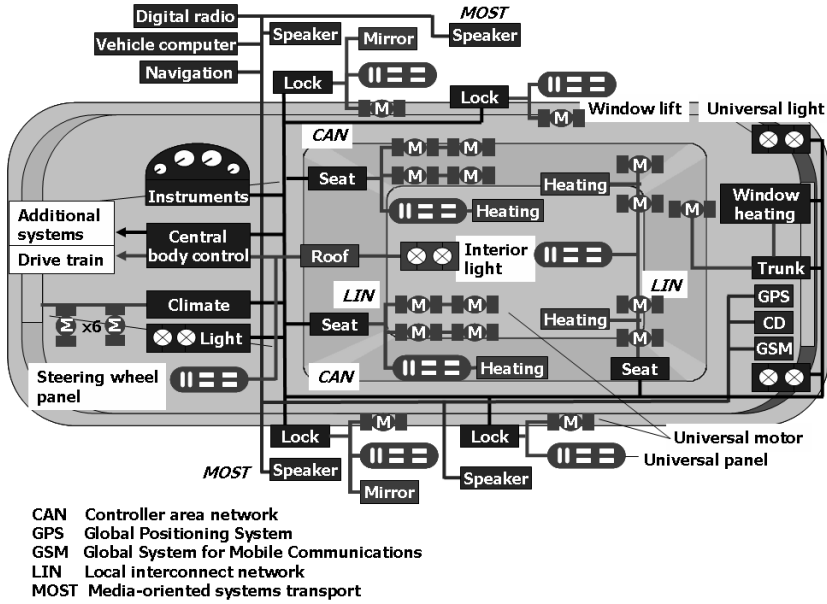 Digital radio
MOST
Speaker
Mirror
Speaker
Vehicle computer
Navigation
Lock
Lock
M
M
Window lift
Universal light
CAN
M
M
M
Seat
M
M
Heating
Instruments
Heating
M
M
Window
heating
Additional
systems
Central
body control
Drive train
Roof
Interior
light
LIN
Trunk
LIN
GPS
Climate
M
M
M
x6
M
M
Seat
M
M
Heating
CD
Light
M
GSM
Steering wheel
panel
CAN
Heating
Seat
M
M
Lock
Lock
Universal motor
MOST
Speaker
Universal panel
Speaker
Mirror
CAN Controller area network
GPS Global Positioning System
GSM Global System for Mobile Communications
LIN Local interconnect network
MOST Media-oriented systems transport